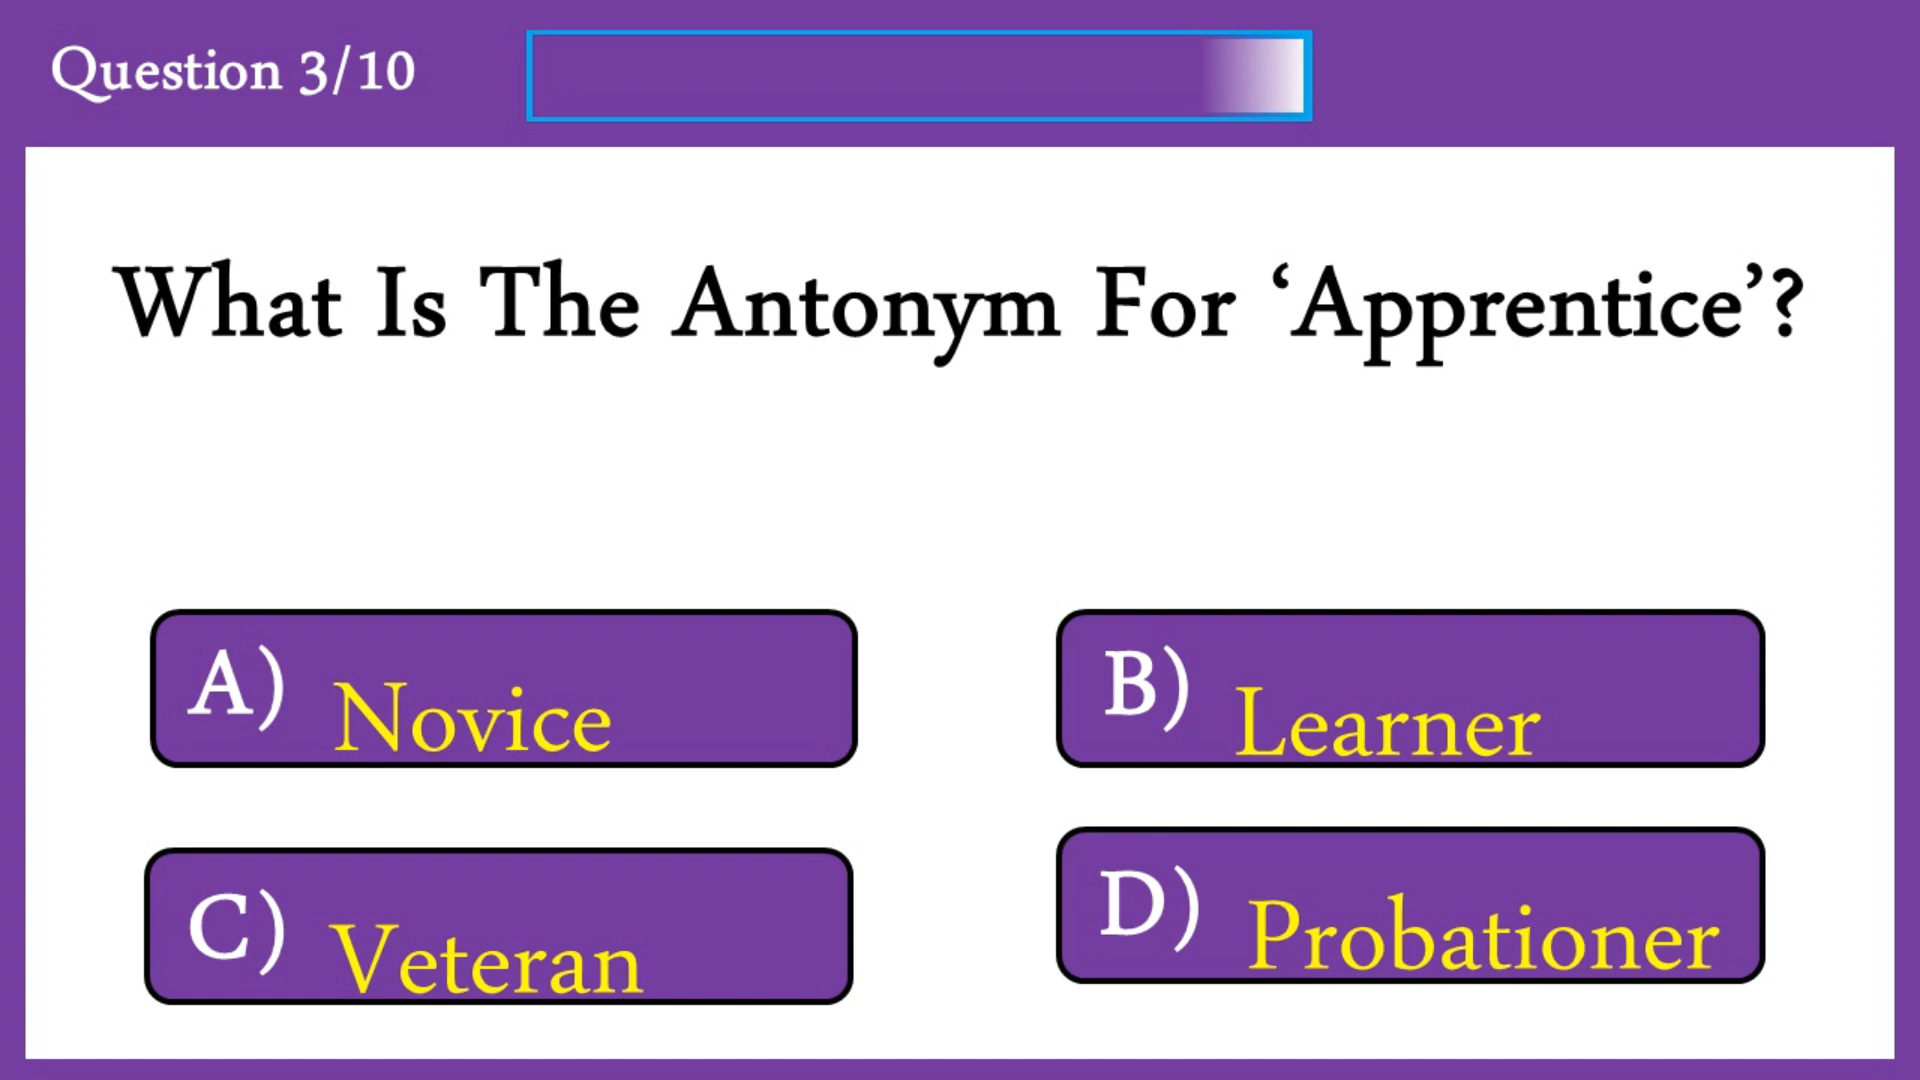 Question 3/10
What Is The Antonym For ‘Apprentice’?
A) Novice
B) Learner
C) Veteran
D) Probationer